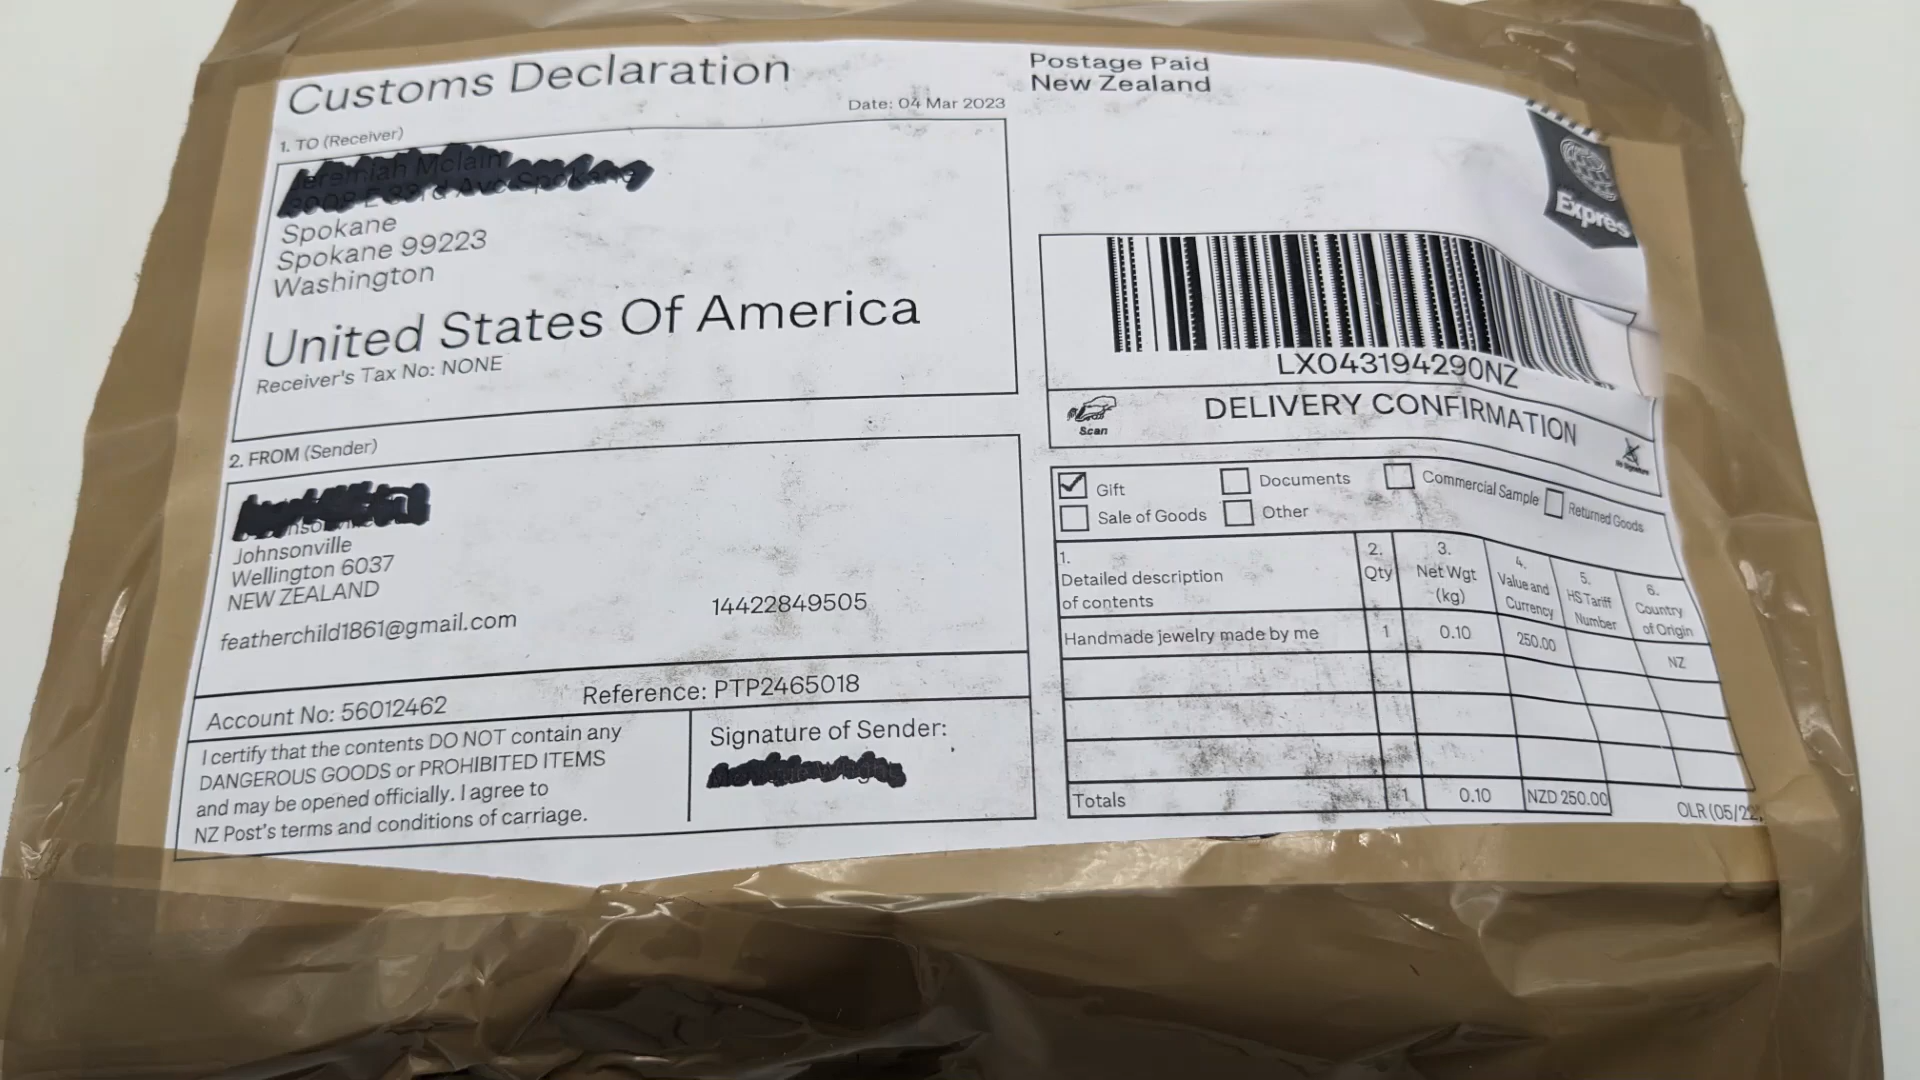 Customs Declaration
Date: 04 Mar 2023
Postage Paid
New Zealand
Expres
1. TO (Receiver)
Spokane
Spokane 99223
Washington
United States Of America
Receiver's Tax No: NONE
LX043194290NZ
Scan
DELIVERY CONFIRMATION
2. FROM (Sender)
Johnsonville
Wellington 6037
NEW ZEALAND
featherchild1861@gmail.com
14422849505
Account No: 56012462
Reference: PTP2465018
I certify that the contents DO NOT contain any
DANGEROUS GOODS or PROHIBITED ITEMS
and may be opened officially. I agree to
NZ Post's terms and conditions of carriage.
Signature of Sender:
Gift Documents Commercial Sample Returned Goods
Sale of Goods Other
1. Detailed description of contents
2. Qty
3. Net Wgt (kg)
4. Value and Currency
5. HS Tariff Number
6. Country of Origin
Handmade jewelry made by me 1 0.10 250.00 NZ
Totals 1 0.10 NZD 250.00
OLR (05/22)